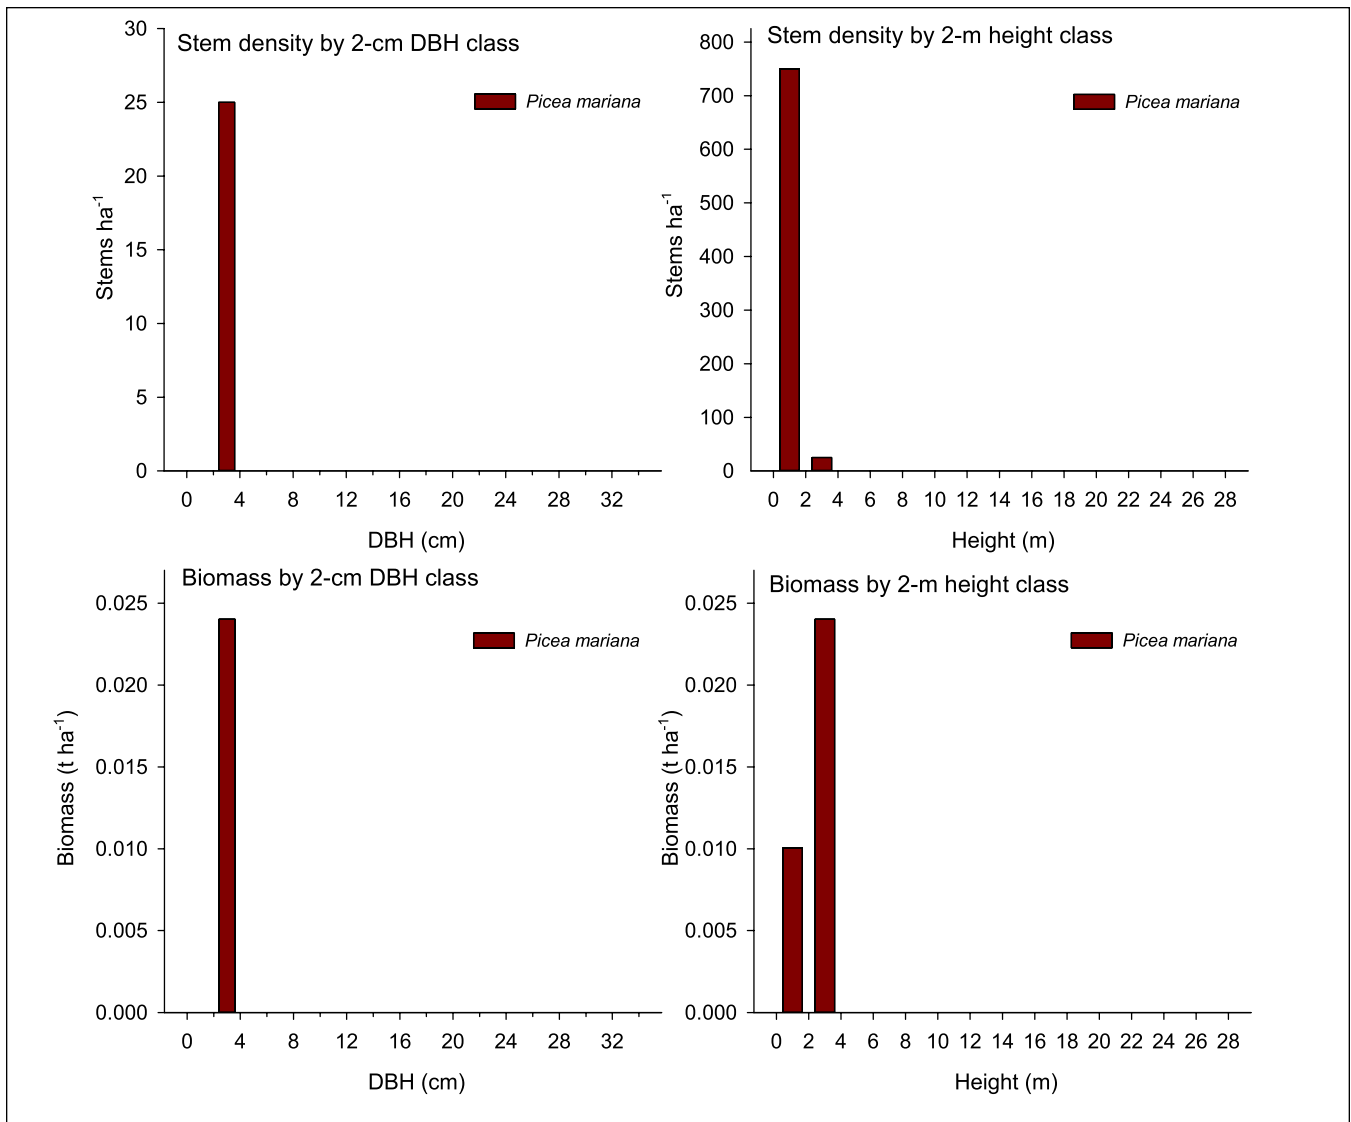 Stem density by 2-cm DBH class
Picea mariana
Stems ha-1
30
25
20
15
10
5
0
0 4 8 12 16 20 24 28 32
DBH (cm)
Stem density by 2-m height class
Picea mariana
Stems ha-1
800
700
600
500
400
300
200
100
0
0 2 4 6 8 10 12 14 16 18 20 22 24 26 28
Height (m)
Biomass by 2-cm DBH class
Picea mariana
Biomass (t ha-1)
0.025
0.020
0.015
0.010
0.005
0.000
0 4 8 12 16 20 24 28 32
DBH (cm)
Biomass by 2-m height class
Picea mariana
Biomass (t ha-1)
0.025
0.020
0.015
0.010
0.005
0.000
0 2 4 6 8 10 12 14 16 18 20 22 24 26 28
Height (m)